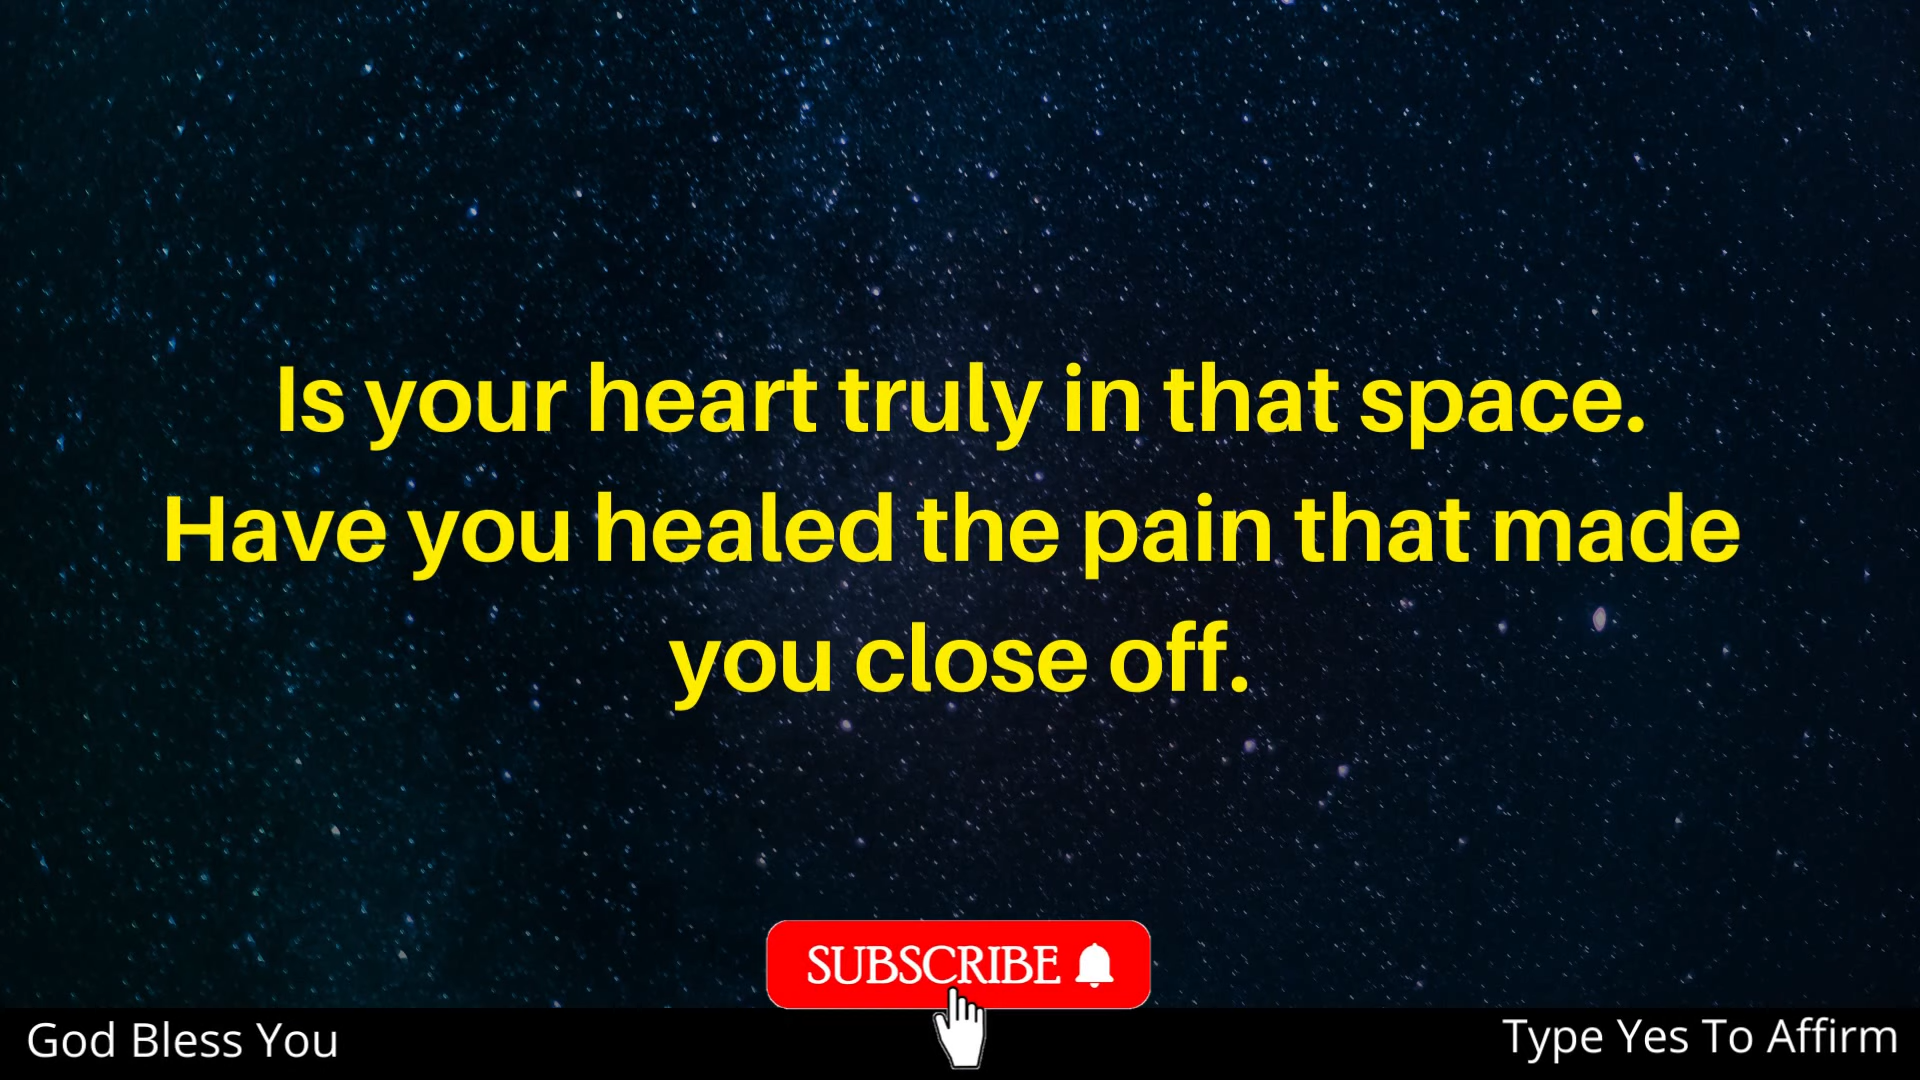 Is your heart truly in that space.
Have you healed the pain that made
you close off.
SUBSCRIBE
God Bless You
Type Yes To Affirm